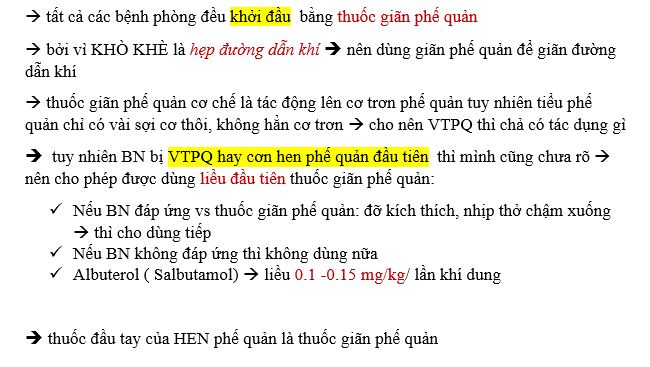 → tất cả các bệnh phòng đều khởi đầu bằng thuốc giãn phế quản
→ bởi vì KHÒ KHÈ là hẹp đường dẫn khí → nên dùng giãn phế quản để giãn đường
dẫn khí
→ thuốc giãn phế quản cơ chế là tác động lên cơ trơn phế quản tuy nhiên tiểu phế
quản chỉ có vài sợi cơ thôi, không hẳn cơ trơn → cho nên VTPQ thì chả có tác dụng gì
→ tuy nhiên BN bị VTPQ hay cơn hen phế quản đầu tiên thì mình cũng chưa rõ →
nên cho phép được dùng liều đầu tiên thuốc giãn phế quản:
✓ Nếu BN đáp ứng vs thuốc giãn phế quản: đỡ kích thích, nhịp thở chậm xuống
→ thì cho dùng tiếp
✓ Nếu BN không đáp ứng thì không dùng nữa
✓ Albuterol ( Salbutamol) → liều 0.1 -0.15 mg/kg/ lần khí dung
→ thuốc đầu tay của HEN phế quản là thuốc giãn phế quản